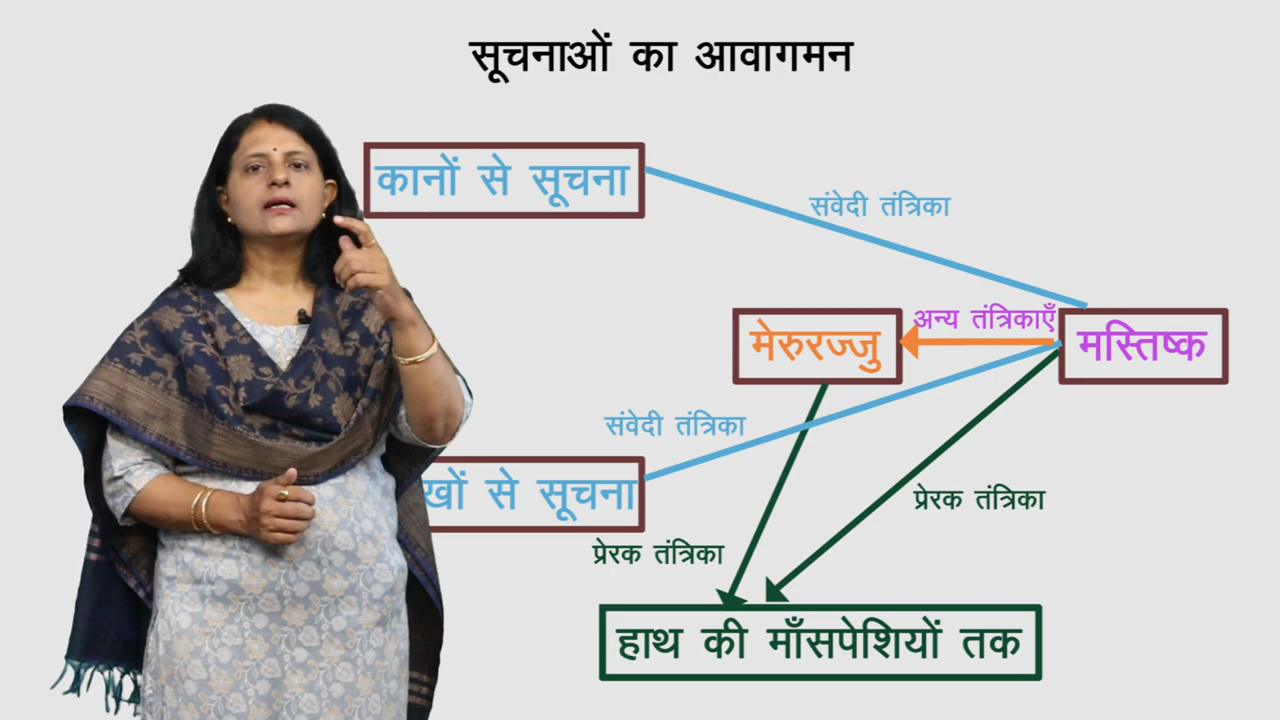 सूचनाओं का आवागमन
कानों से सूचना
संवेदी तंत्रिका
अन्य तंत्रिकाएँ
मेरुरज्जु
मस्तिष्क
संवेदी तंत्रिका
से सूचना
प्रेरक तंत्रिका
प्रेरक तंत्रिका
हाथ की माँसपेशियों तक